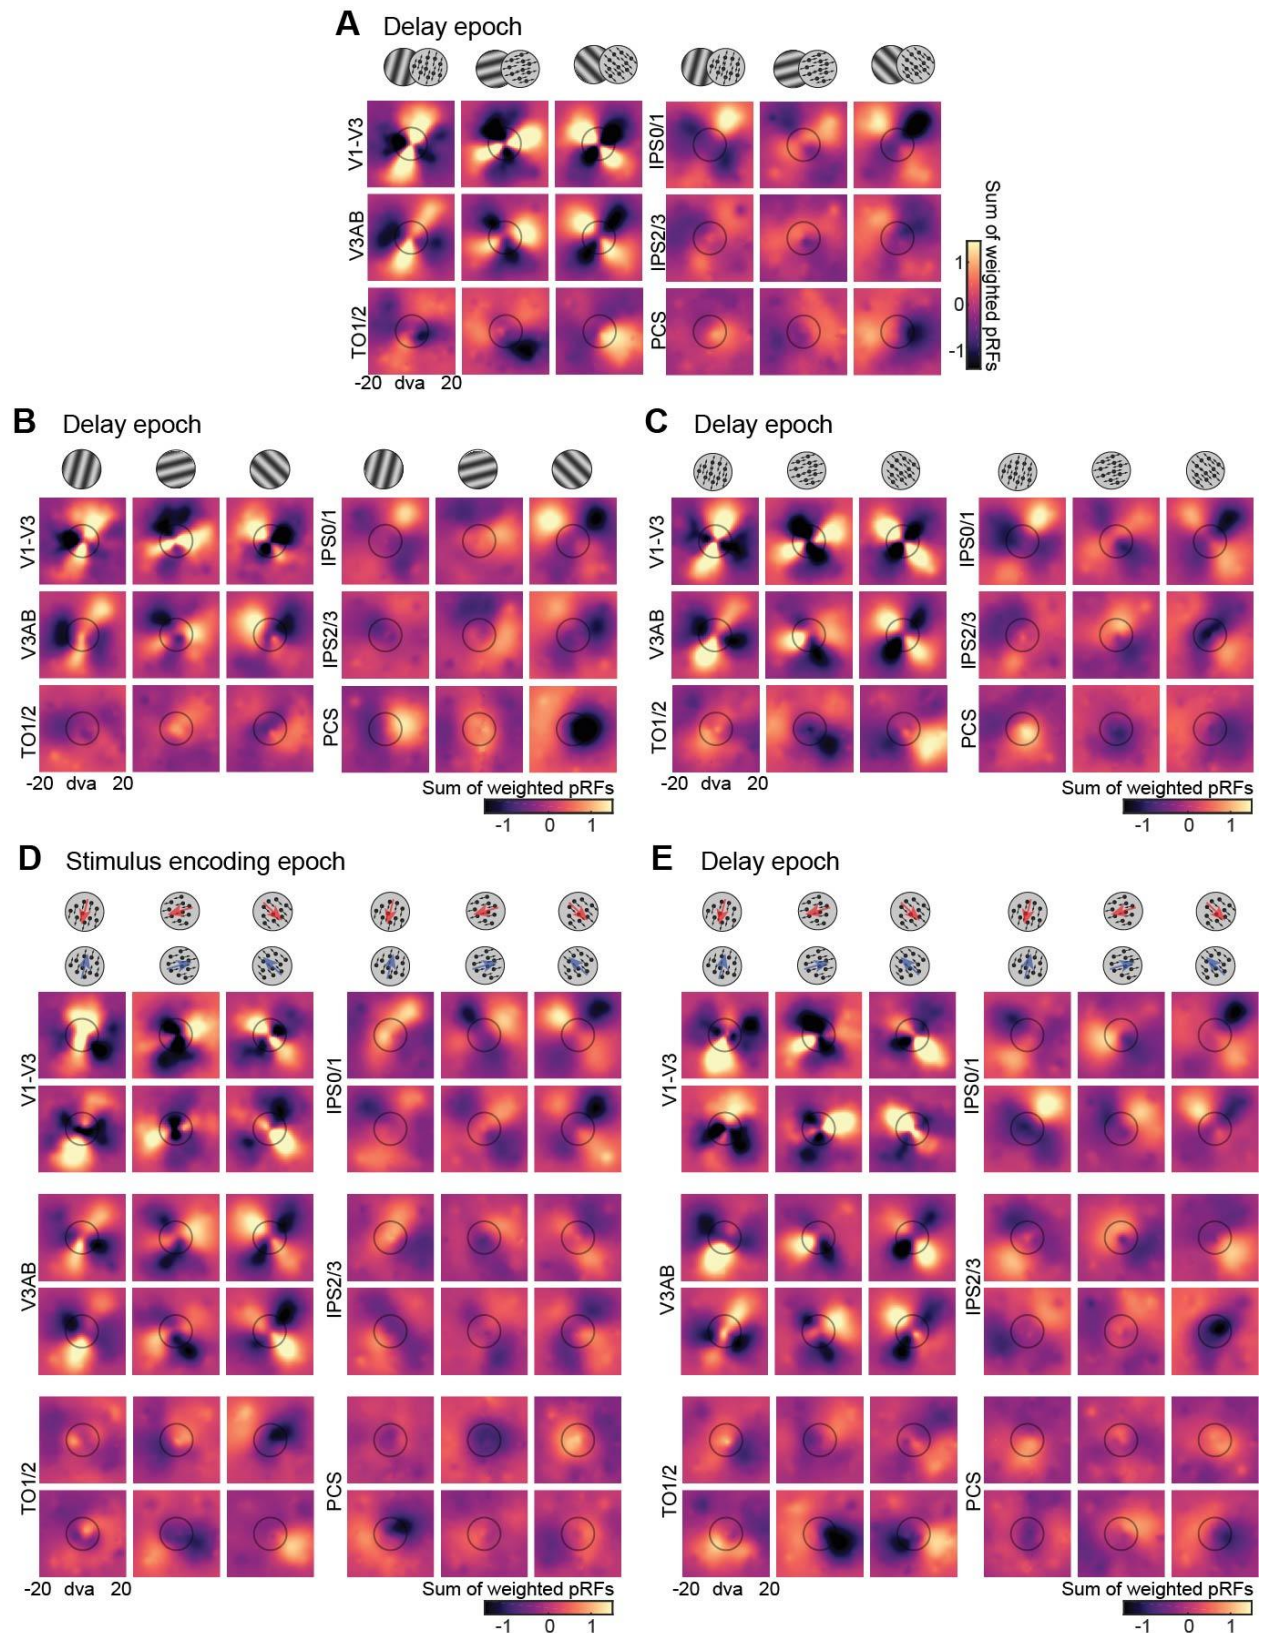 A Delay epoch
V1-V3
IPS0/1
V3AB
IPS2/3
TO1/2
PCS
-20 dva 20
Sum of weighted pRFs
1
0
-1
B Delay epoch
V1-V3
IPS0/1
V3AB
IPS2/3
TO1/2
PCS
-20 dva 20
Sum of weighted pRFs
-1 0 1
C Delay epoch
V1-V3
IPS0/1
V3AB
IPS2/3
TO1/2
PCS
-20 dva 20
Sum of weighted pRFs
-1 0 1
D Stimulus encoding epoch
V1-V3
IPS0/1
V3AB
IPS2/3
TO1/2
PCS
-20 dva 20
Sum of weighted pRFs
-1 0 1
E Delay epoch
V1-V3
IPS0/1
V3AB
IPS2/3
TO1/2
PCS
-20 dva 20
Sum of weighted pRFs
-1 0 1